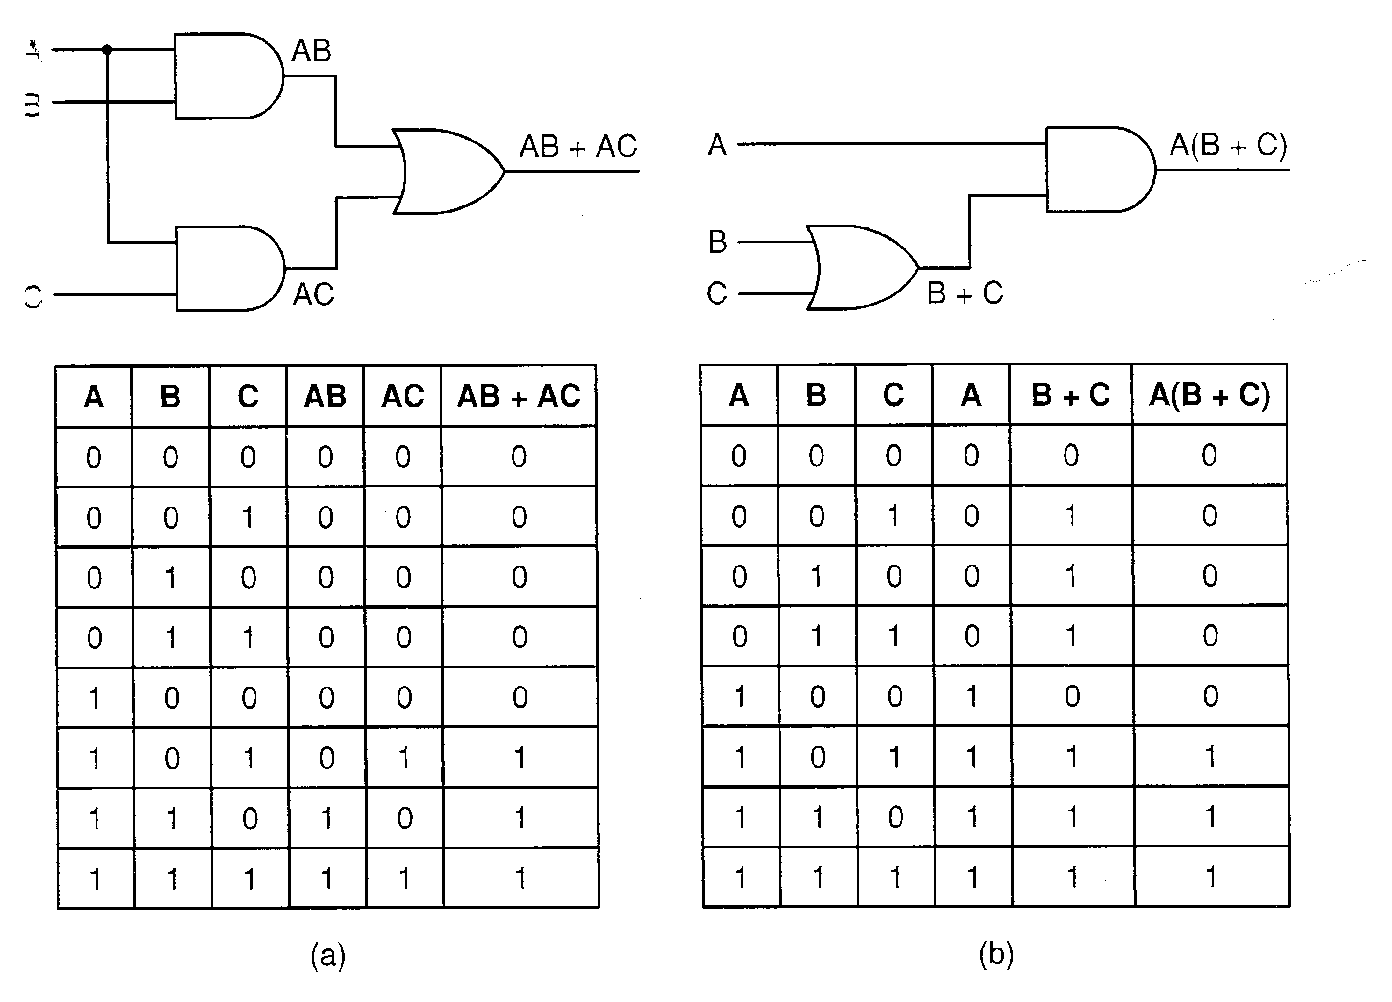 AB
AB + AC
AC
A
A(B + C)
B
C
B + C
A B C AB AC AB + AC
0 0 0 0 0 0
0 0 1 0 0 0
0 1 0 0 0 0
0 1 1 0 0 0
1 0 0 0 0 0
1 0 1 0 1 1
1 1 0 1 0 1
1 1 1 1 1 1
(a)
A B C A B + C A(B + C)
0 0 0 0 0 0
0 0 1 0 1 0
0 1 0 0 1 0
0 1 1 0 1 0
1 0 0 1 0 0
1 0 1 1 1 1
1 1 0 1 1 1
1 1 1 1 1 1
(b)